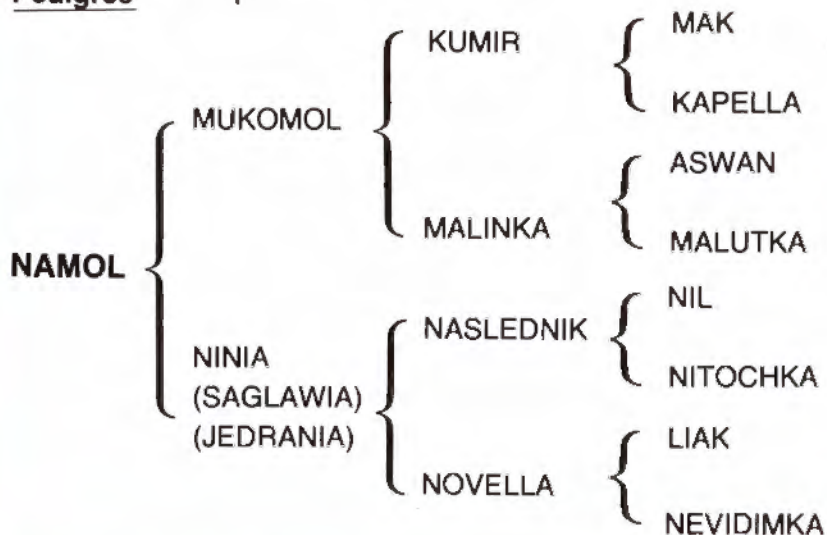 Pedigree
MAK
KUMIR
KAPELLA
MUKOMOL
ASWAN
MALINKA
MALUTKA
NAMOL
NIL
NASLEDNIK
NITOCHKA
NINIA
(SAGLAWIA)
(JEDRANIA)
LIAK
NOVELLA
NEVIDIMKA